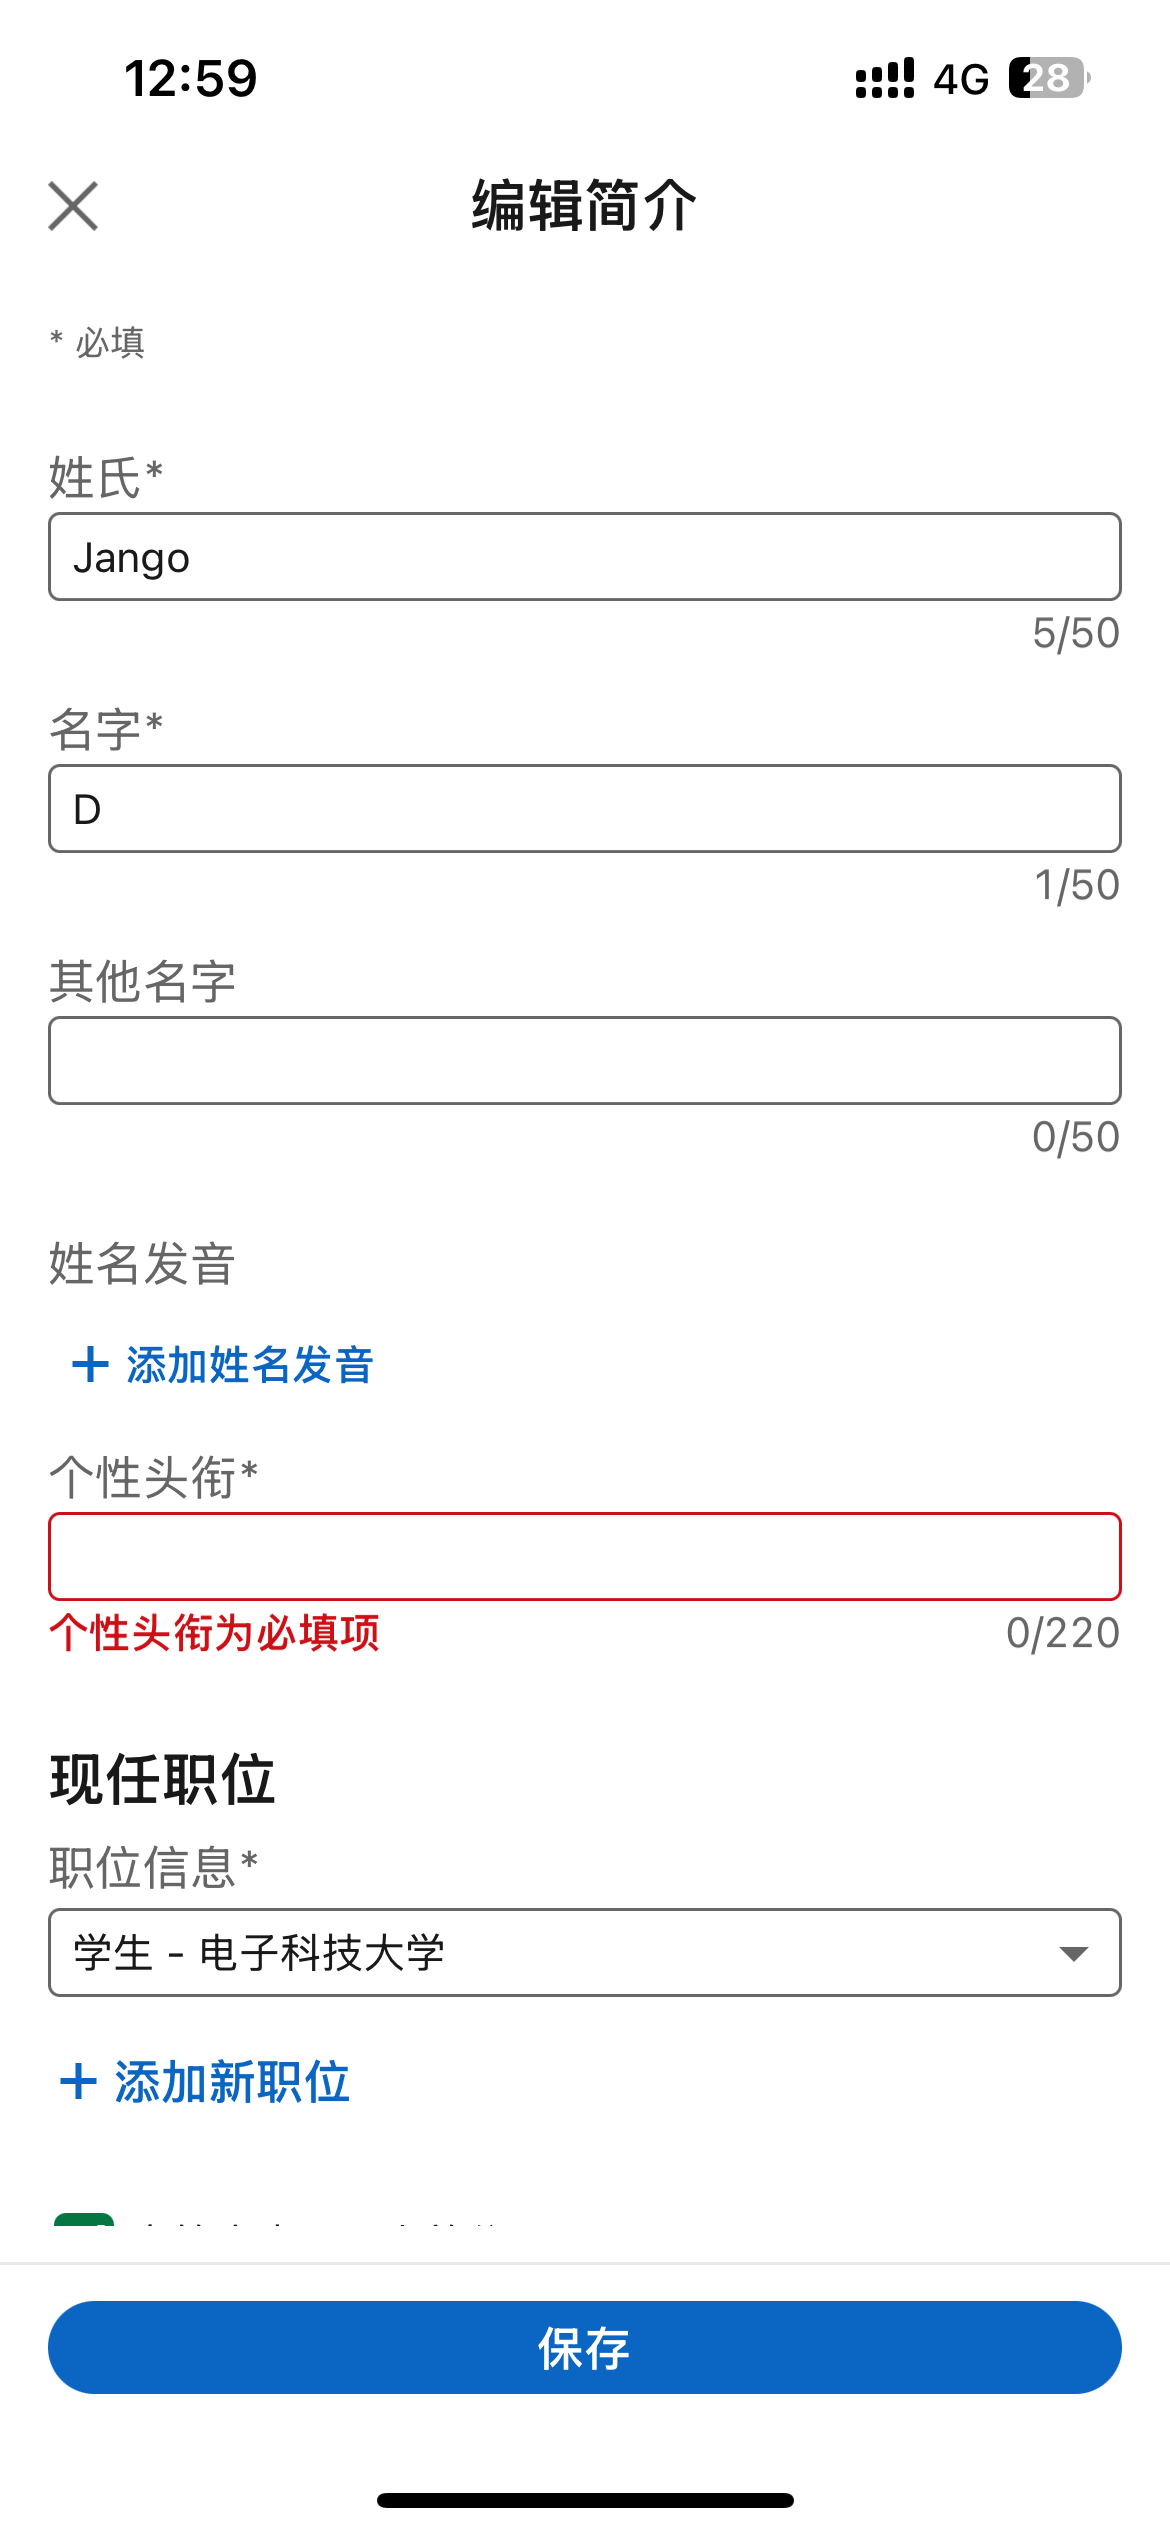 12:59 4G 28
编辑简介
* 必填
姓氏*
Jango
5/50
名字*
D
1/50
其他名字
0/50
姓名发音
+ 添加姓名发音
个性头衔*
个性头衔为必填项 0/220
现任职位
职位信息*
学生 - 电子科技大学
+ 添加新职位
保存